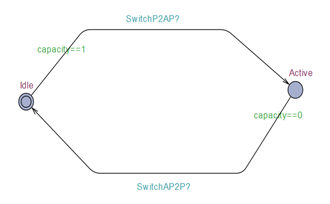 SwitchP2AP?
capacity==1
Idle
Active
capacity==0
SwitchAP2P?